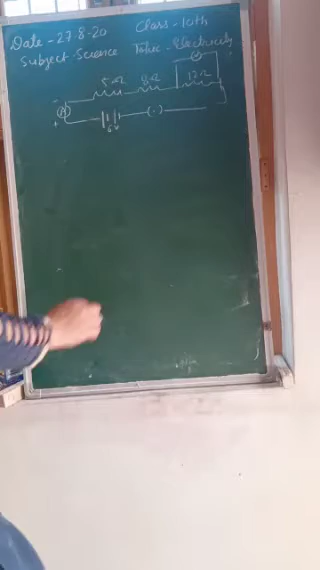 Date - 27.8.20 Class - 10th
Subject - Science Topic - Electricity
V
5Ω 8Ω 12Ω
-
A
+
6V